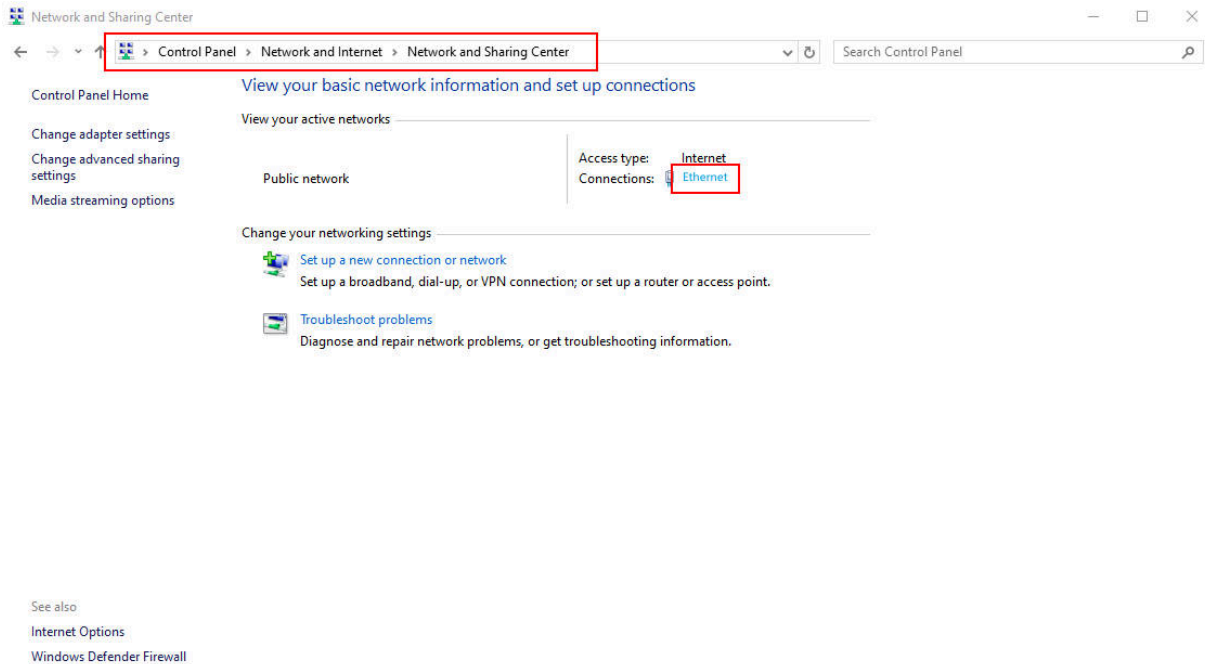 Network and Sharing Center
Control Panel > Network and Internet > Network and Sharing Center
Search Control Panel
Control Panel Home
Change adapter settings
Change advanced sharing
settings
Media streaming options
View your basic network information and set up connections
View your active networks
Public network
Access type: Internet
Connections: Ethernet
Change your networking settings
Set up a new connection or network
Set up a broadband, dial-up, or VPN connection; or set up a router or access point.
Troubleshoot problems
Diagnose and repair network problems, or get troubleshooting information.
See also
Internet Options
Windows Defender Firewall